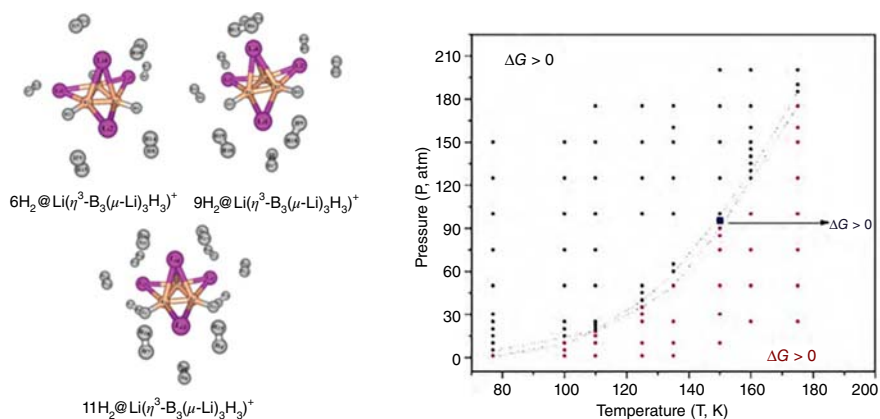 6H₂@Li(η³-B₃(μ-Li)₃H₃)⁺
9H₂@Li(η³-B₃(μ-Li)₃H₃)⁺
11H₂@Li(η³-B₃(μ-Li)₃H₃)⁺
Pressure (P, atm)
225
210
180
150
120
90
60
30
0
ΔG > 0
ΔG > 0
ΔG > 0
80
100
120
140
160
180
200
Temperature (T, K)